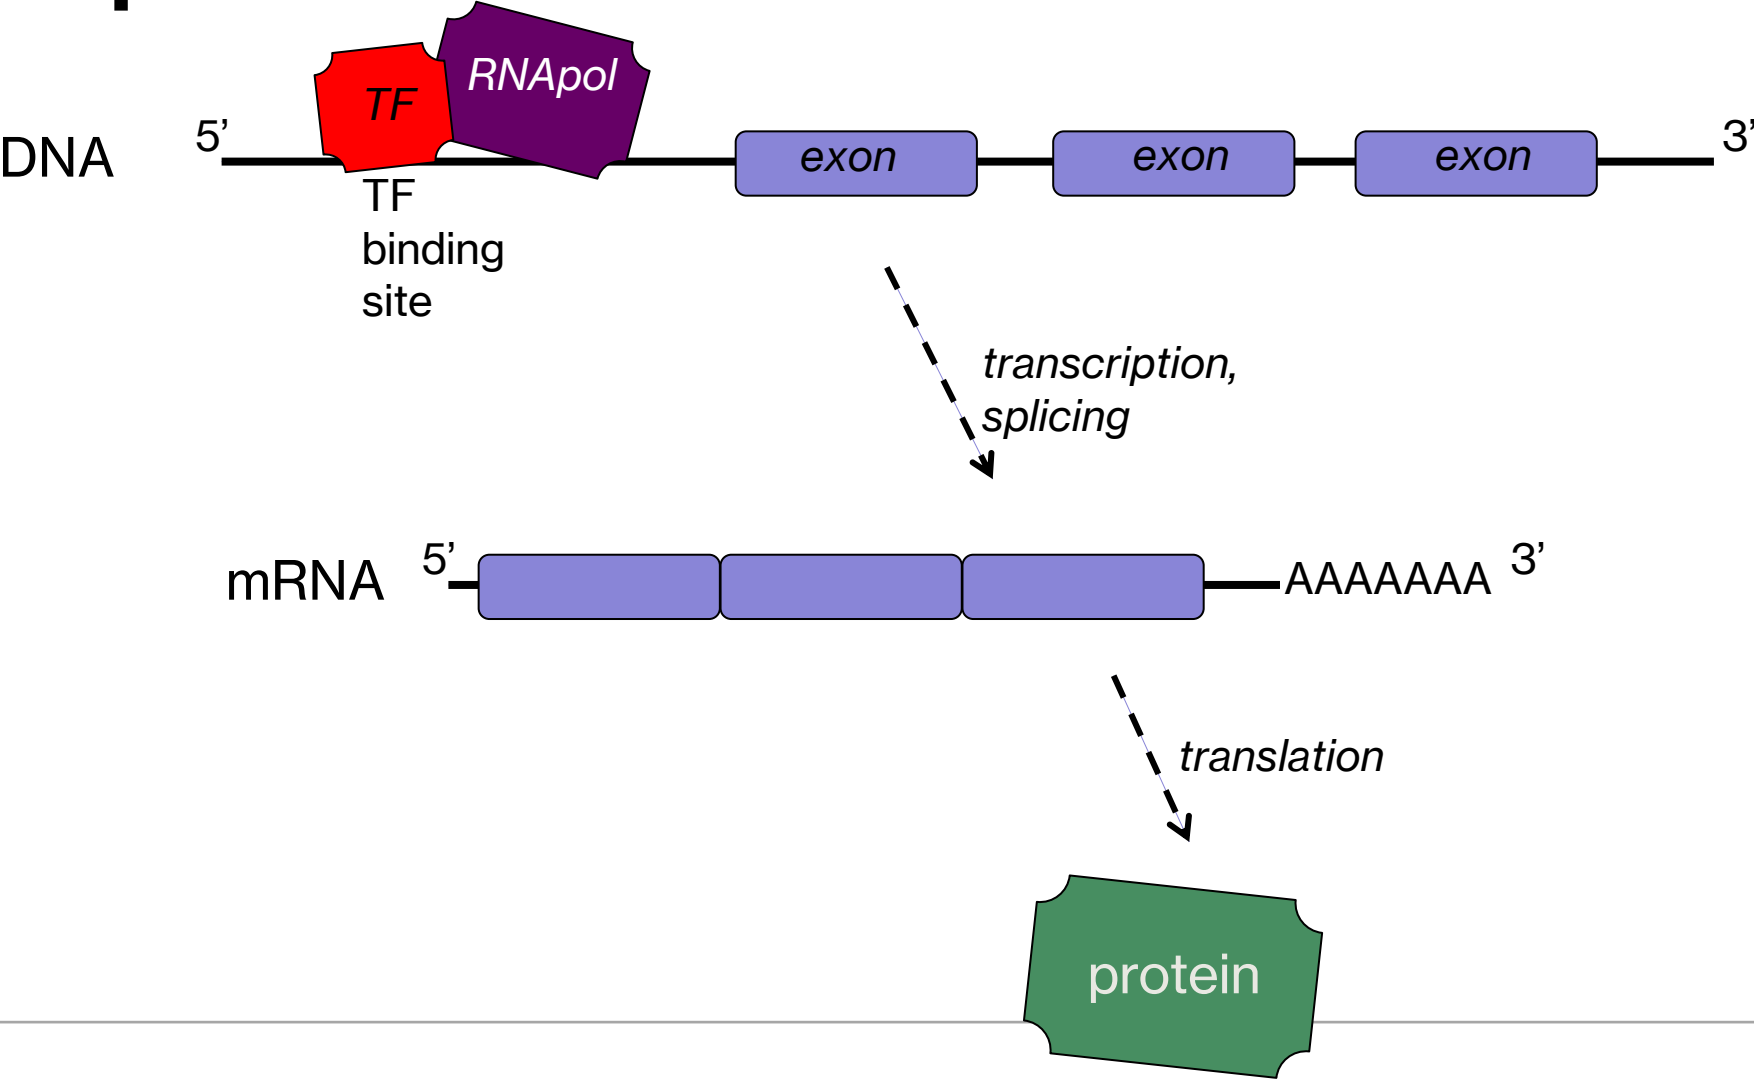 RNApol
TF
DNA 5’ exon exon exon 3’
TF
binding
site
transcription,
splicing
mRNA 5’ AAAAAAA 3’
translation
protein